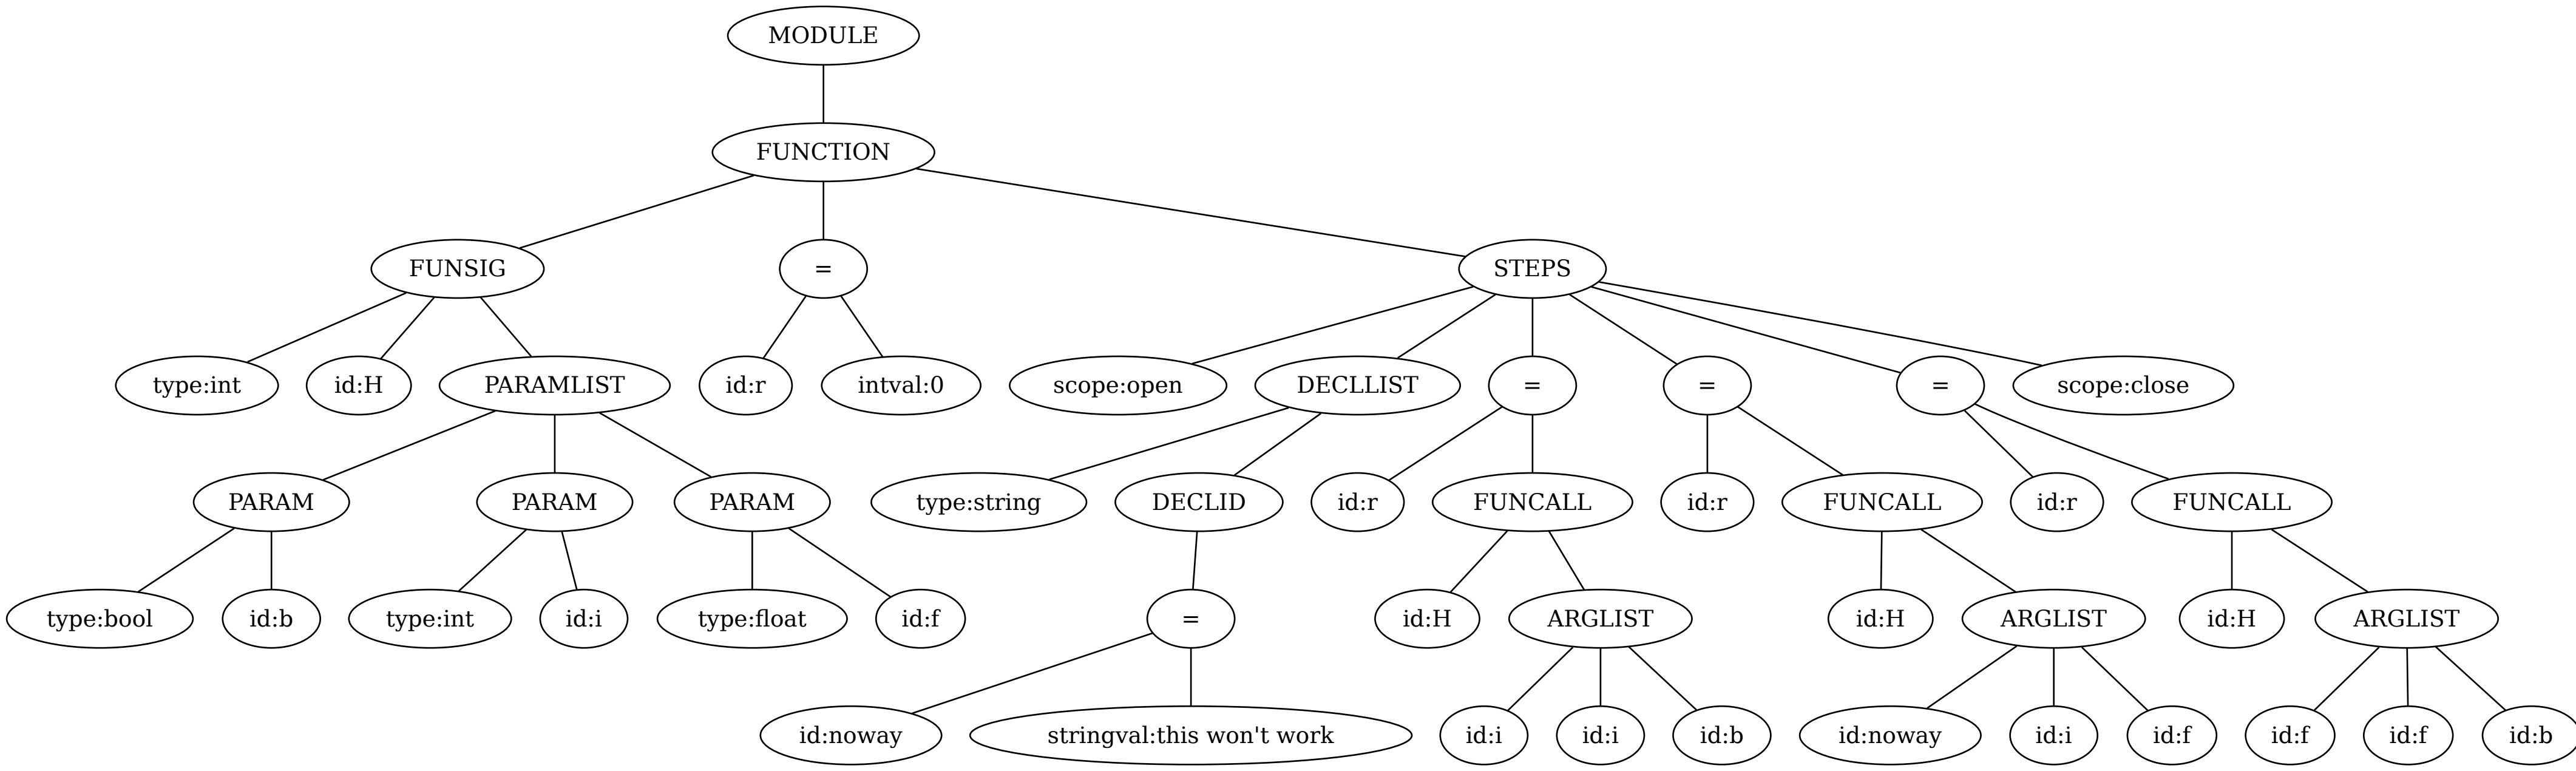 MODULE
FUNCTION
FUNSIG = STEPS
type:int id:H PARAMLIST id:r intval:0 scope:open DECLLIST = = = scope:close
PARAM PARAM PARAM type:string DECLID id:r FUNCALL id:r FUNCALL id:r FUNCALL
type:bool id:b type:int id:i type:float id:f = id:H ARGLIST id:H ARGLIST id:H ARGLIST
id:noway stringval:this won't work id:i id:i id:b id:noway id:i id:f id:f id:f id:b